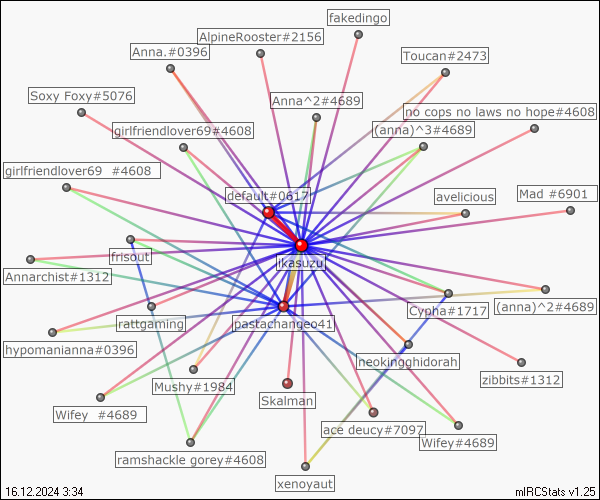 fakedingo
AlpineRooster#2156
Anna.#0396
Toucan#2473
Soxy Foxy#5076
Anna^2#4689
no cops no laws no hope#4608
girlfriendlover69#4608
(anna)^3#4689
girlfriendlover69  #4608
default#0617
avelicious
Mad  #6901
frisout
ikasuzu
Annarchist#1312
(anna)^2#4689
rattgaming
pastachangeo41
Cypha#1717
hypomanianna#0396
neokingghidorah
zibbits#1312
Mushy#1984
Skalman
Wifey  #4689
ace deucy#7097
Wifey#4689
ramshackle gorey#4608
xenoyaut
16.12.2024 3:34
mIRCStats v1.25